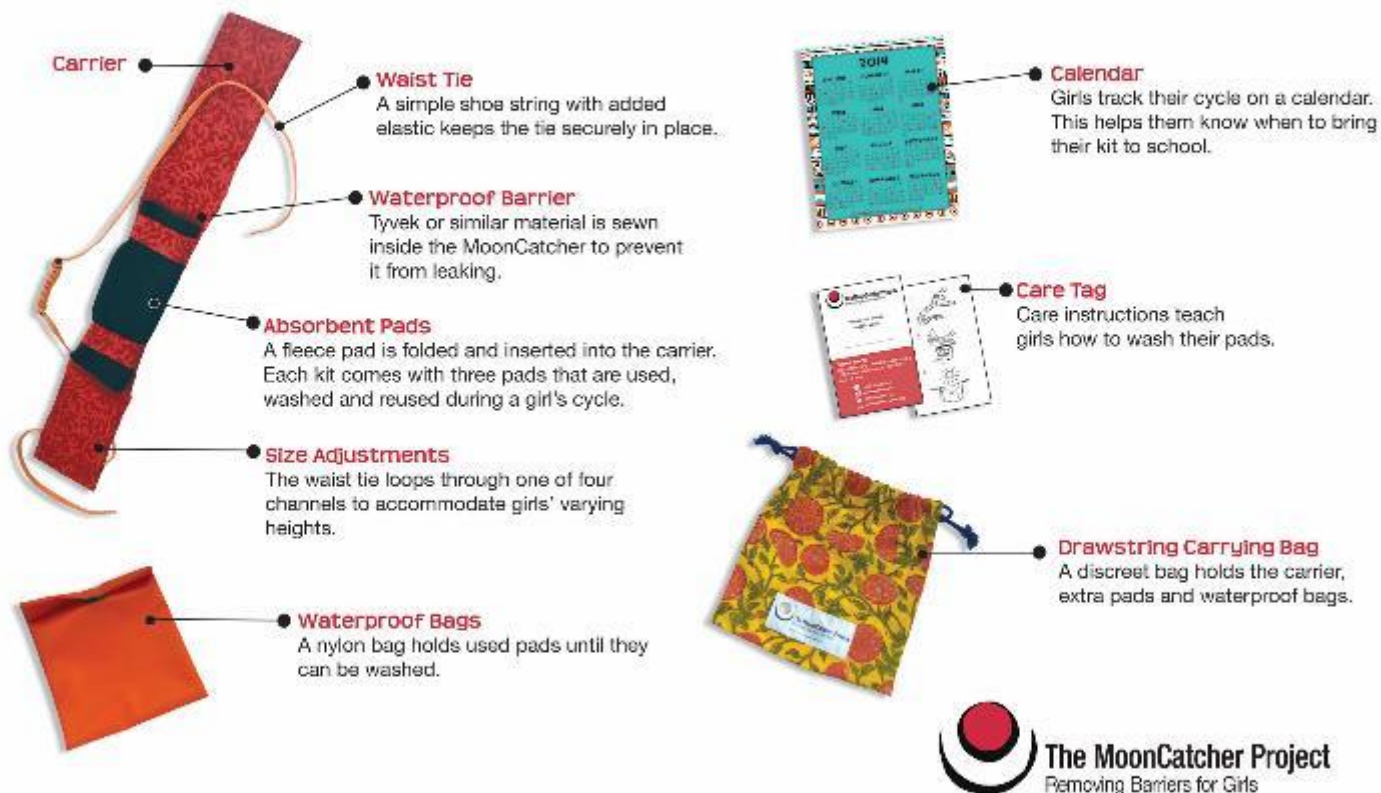 Carrier
Waist Tie
A simple shoe string with added
elastic keeps the tie securely in place.
Waterproof Barrier
Tyvek or similar material is sewn
inside the MoonCatcher to prevent
it from leaking.
Absorbent Pads
A fleece pad is folded and inserted into the carrier.
Each kit comes with three pads that are used,
washed and reused during a girl's cycle.
Size Adjustments
The waist tie loops through one of four
channels to accommodate girls' varying
heights.
Waterproof Bags
A nylon bag holds used pads until they
can be washed.
2014
Calendar
Girls track their cycle on a calendar.
This helps them know when to bring
their kit to school.
Care Tag
Care instructions teach
girls how to wash their pads.
Drawstring Carrying Bag
A discreet bag holds the carrier,
extra pads and waterproof bags.
The MoonCatcher Project
Removing Barriers for Girls